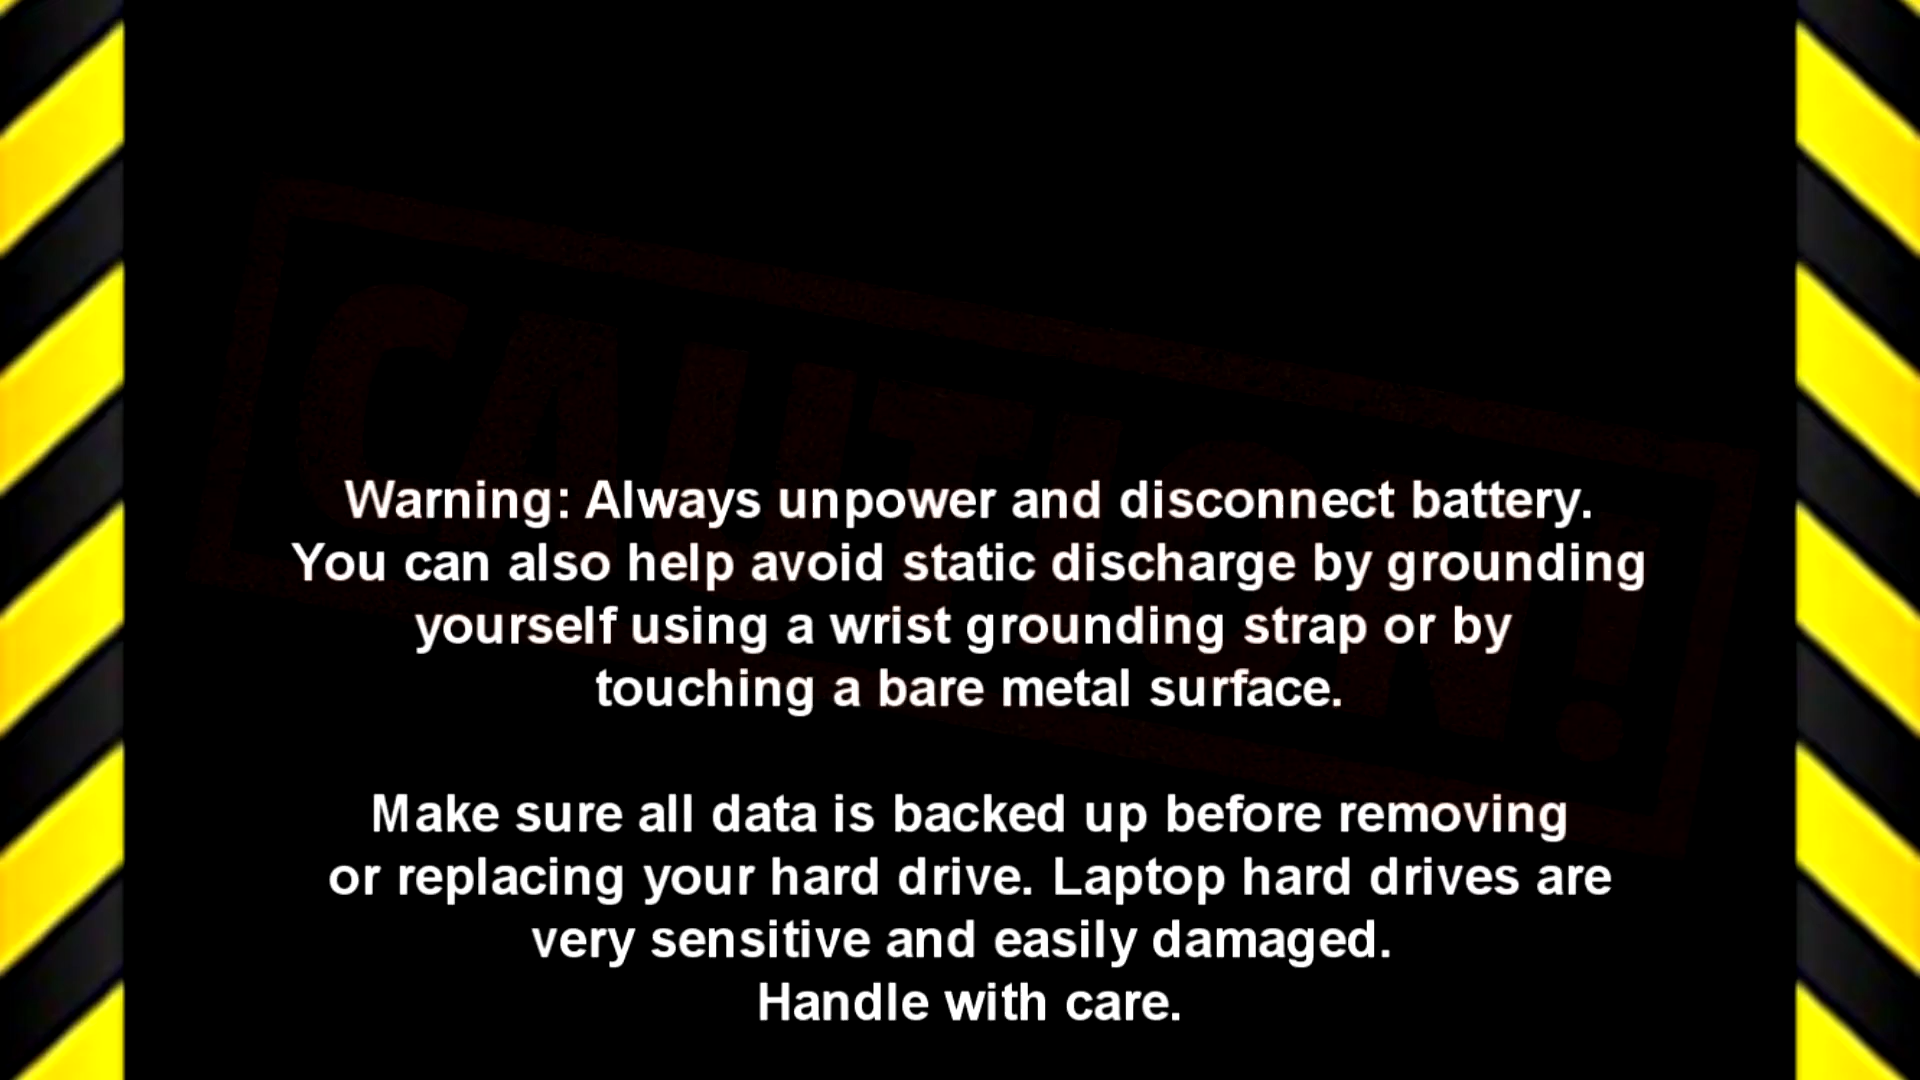 CAUTION!
Warning: Always unpower and disconnect battery.
You can also help avoid static discharge by grounding
yourself using a wrist grounding strap or by
touching a bare metal surface.
Make sure all data is backed up before removing
or replacing your hard drive. Laptop hard drives are
very sensitive and easily damaged.
Handle with care.